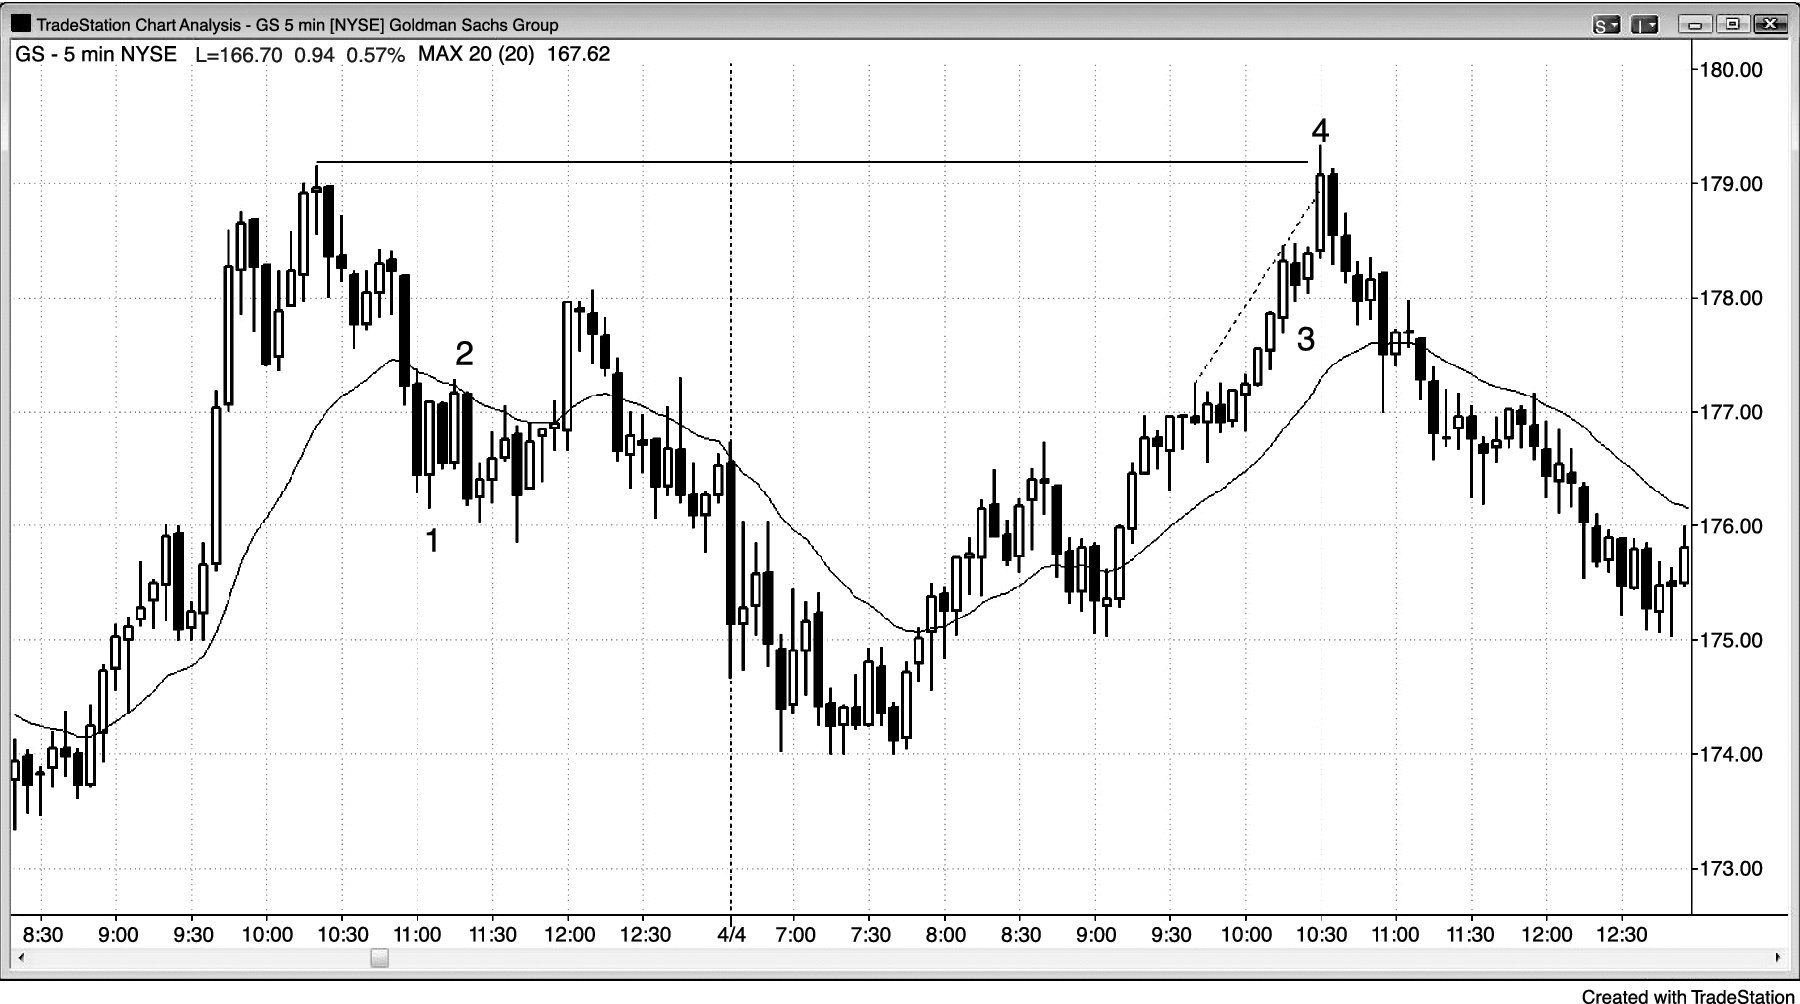 TradeStation Chart Analysis - GS 5 min [NYSE] Goldman Sachs Group
S
I
GS - 5 min NYSE L=166.70 0.94 0.57% MAX 20 (20) 167.62
180.00
4
179.00
178.00
2
3
177.00
1
176.00
175.00
174.00
173.00
8:30 9:00 9:30 10:00 10:30 11:00 11:30 12:00 12:30 4/4 7:00 7:30 8:00 8:30 9:00 9:30 10:00 10:30 11:00 11:30 12:00 12:30
Created with TradeStation